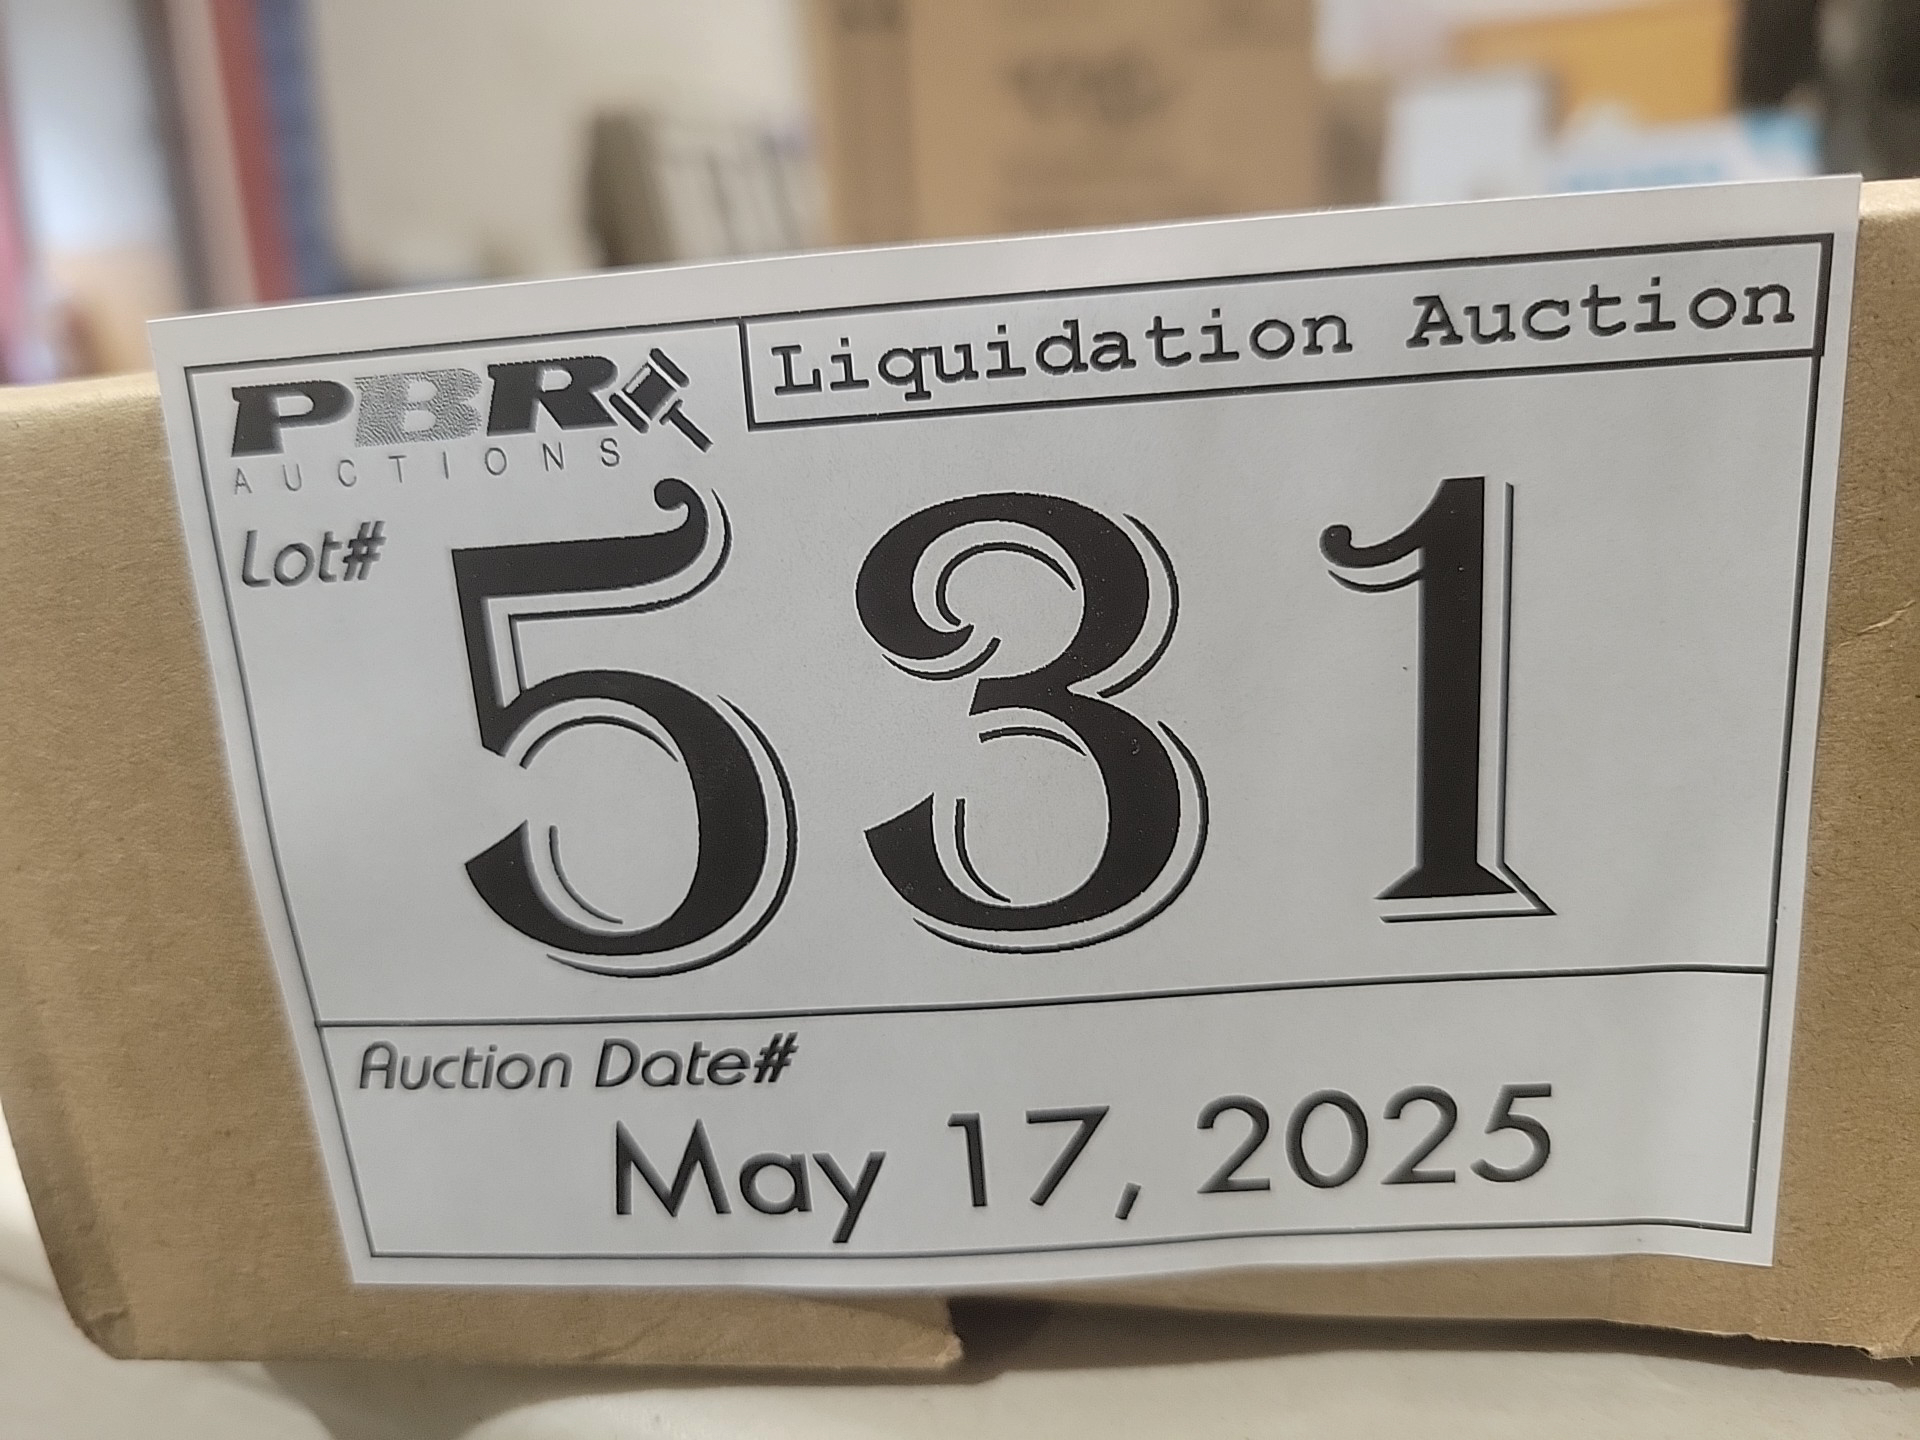 PBR
AUCTIONS
Liquidation Auction
Lot#
531
Auction Date#
May 17, 2025